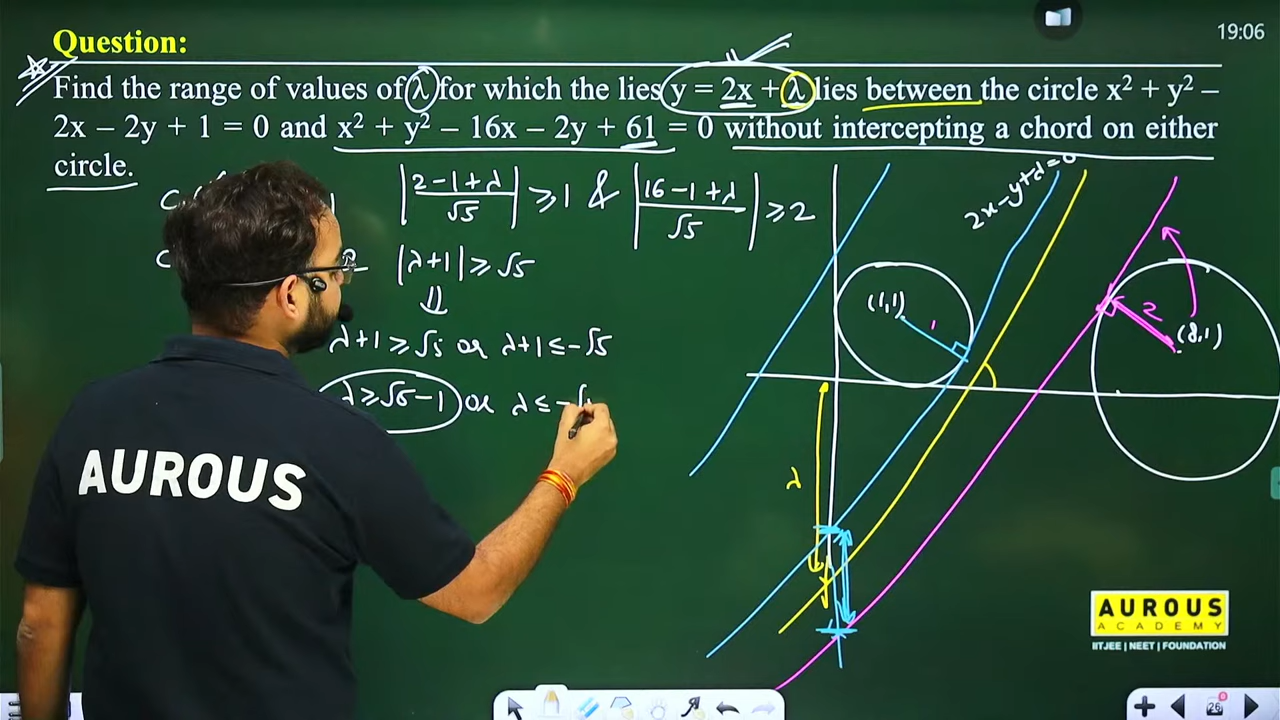 19:06
Question:
Find the range of values of λ for which the lies y = 2x + λ lies between the circle x² + y² –
2x – 2y + 1 = 0 and x² + y² – 16x – 2y + 61 = 0 without intercepting a chord on either
circle.
|2-1+λ/√5| ≥ 1 & |16-1+λ/√5| ≥ 2
|λ+1| ≥ √5
⇓
λ+1 ≥ √5 or λ+1 ≤ -√5
λ ≥ √5-1 or λ ≤ -√
2x-y+λ=0
(1,1)
1
2
(8,1)
λ
AUROUS
AUROUS
ACADEMY
IITJEE | NEET | FOUNDATION
26